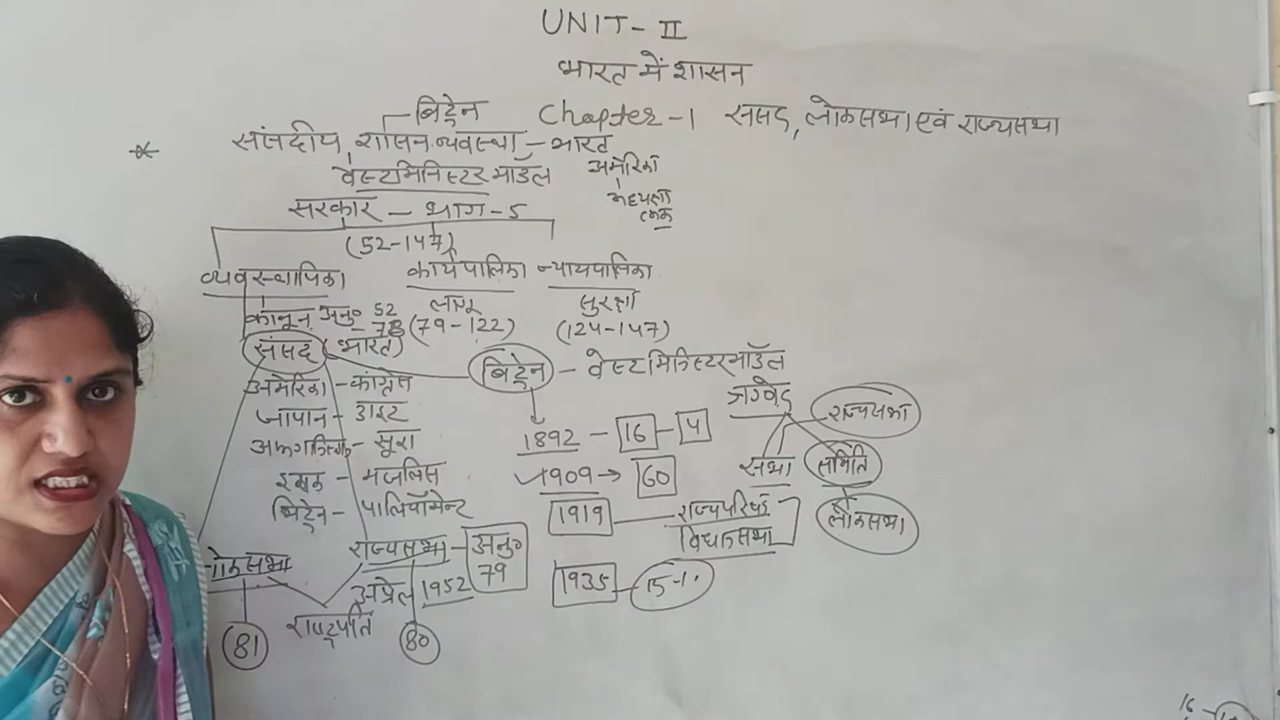 UNIT- II
भारत में शासन
Chapter-1 संसद, लोकसभा एवं राज्यसभा
ब्रिटेन
* संसदीय शासन व्यवस्था - भारत
वेस्टमिनिस्टर मॉडल
अमेरिका
सरकार - भाग-5
(52-147)
व्यवस्थापिका कार्यपालिका न्यायपालिका
कानून अनु० 52 लागू सुरक्षा
(79-122) (124-147)
संसद (भारत) ब्रिटेन - वेस्टमिनिस्टर मॉडल
अमेरिका - कांग्रेस
जापान - डाइट
सूरा
मजलिस
ब्रिटेन - पार्लियामेन्ट
1892 - 16 - 4
1909 → 60
1919 राज्यपरिषद
विधानसभा
1935 - 15-1.
ऋग्वेद
राज्यसभा
सभा समिति
लोकसभा
राज्यसभा - अनु० 79
अप्रैल 1952
राष्ट्रपति
81 80